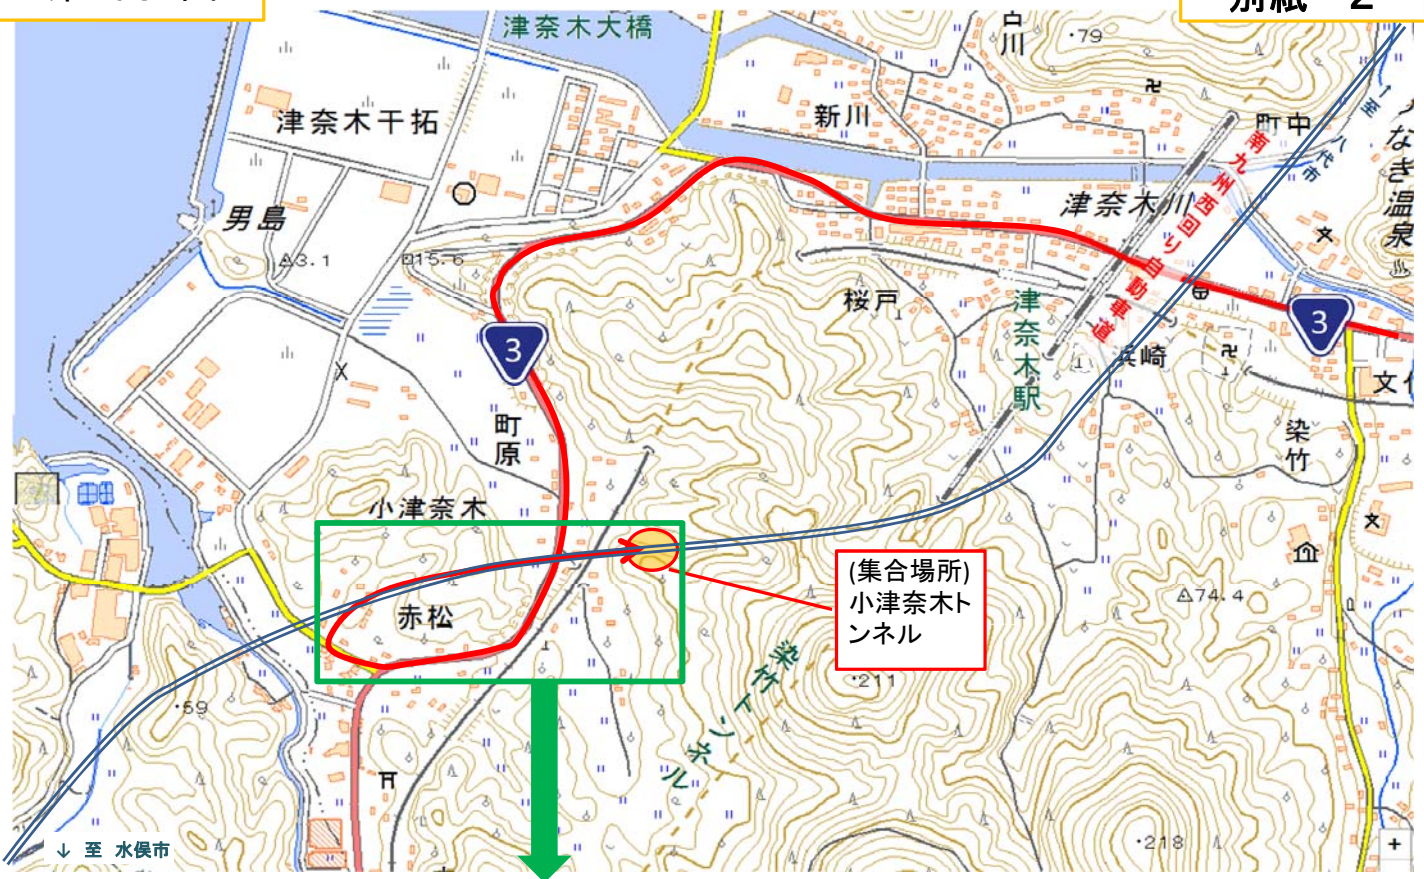 別紙 2
津奈木大橋
古川
・79
新川
津奈木干拓
町中
↑至 八代市
つなぎ温泉
南九州西回り自動車道
津奈木川
男島
3.1
15.6
桜戸
津奈木駅
3
3
浜崎
町原
染竹
小津奈木
(集合場所)
小津奈木ト
ンネル
74.4
赤松
染竹トンネル
・211
・59
↓ 至 水俣市
・218
+